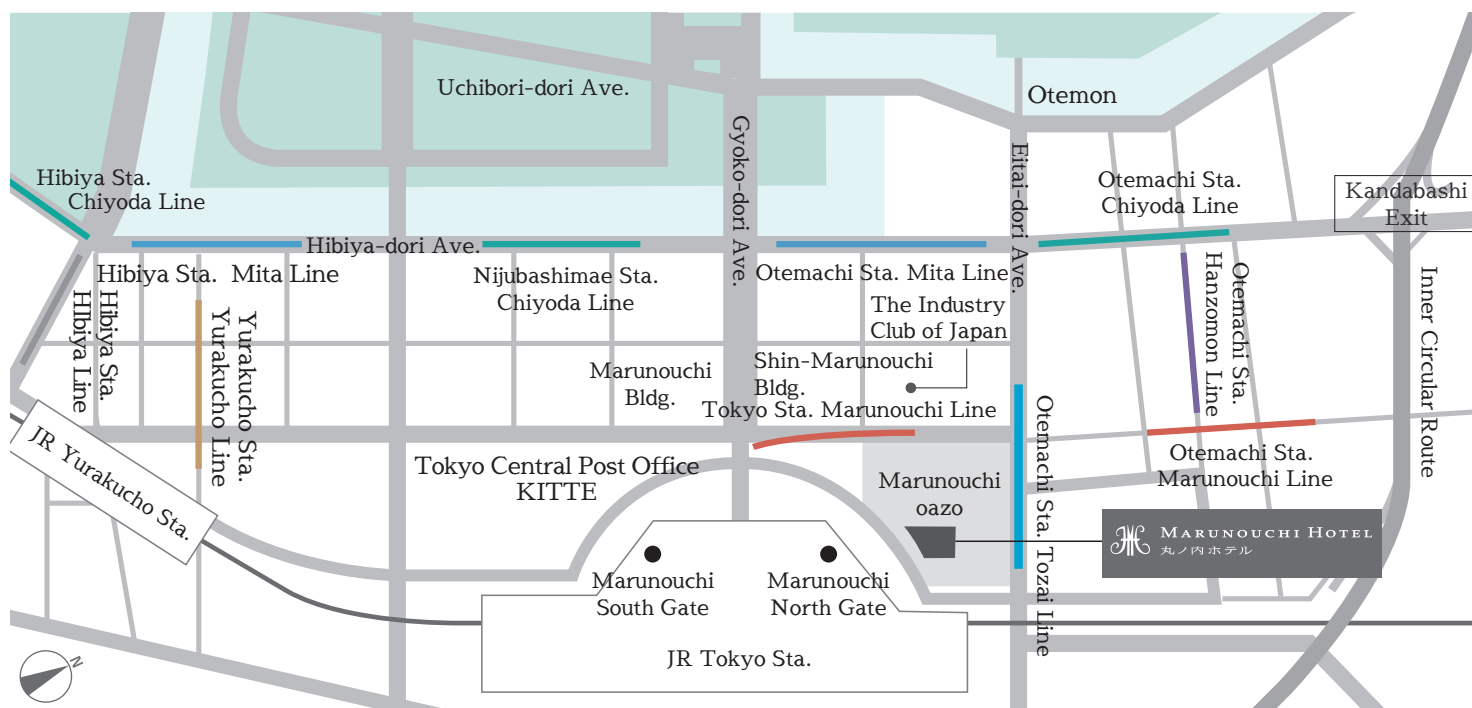 Uchibori-dori Ave.
Otemon
Gyoko-dori Ave.
Eitai-dori Ave.
Hibiya Sta.
Chiyoda Line
Otemachi Sta.
Chiyoda Line
Kandabashi
Exit
Hibiya-dori Ave.
Hibiya Sta. Mita Line
Nijubashimae Sta.
Chiyoda Line
Otemachi Sta. Mita Line
The Industry
Club of Japan
Otemachi Sta.
Hanzomon Line
Inner Circular Route
Hibiya Sta.
HIbiya Line
Yurakucho Sta.
Yurakucho Line
Marunouchi
Bldg.
Shin-Marunouchi
Bldg.
Tokyo Sta. Marunouchi Line
JR Yurakucho Sta.
Tokyo Central Post Office
KITTE
Marunouchi
oazo
Otemachi Sta. Tozai Line
Otemachi Sta.
Marunouchi Line
MARUNOUCHI HOTEL
丸ノ内ホテル
Marunouchi
South Gate
Marunouchi
North Gate
JR Tokyo Sta.
N